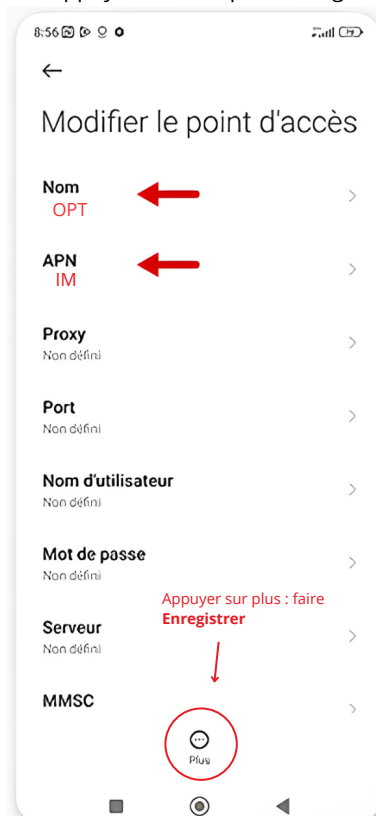 8:56
Modifier le point d'accès
Nom
OPT
APN
IM
Proxy
Non défini
Port
Non défini
Nom d'utilisateur
Non défini
Mot de passe
Non défini
Appuyer sur plus : faire
Enregistrer
Serveur
Non défini
MMSC
Plus